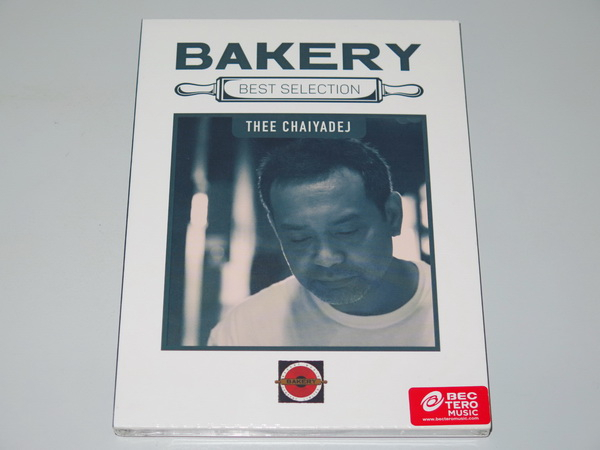 BAKERY
BEST SELECTION
THEE CHAIYADEJ
BAKERY
BEC
TERO
MUSIC
www.becteromusic.com